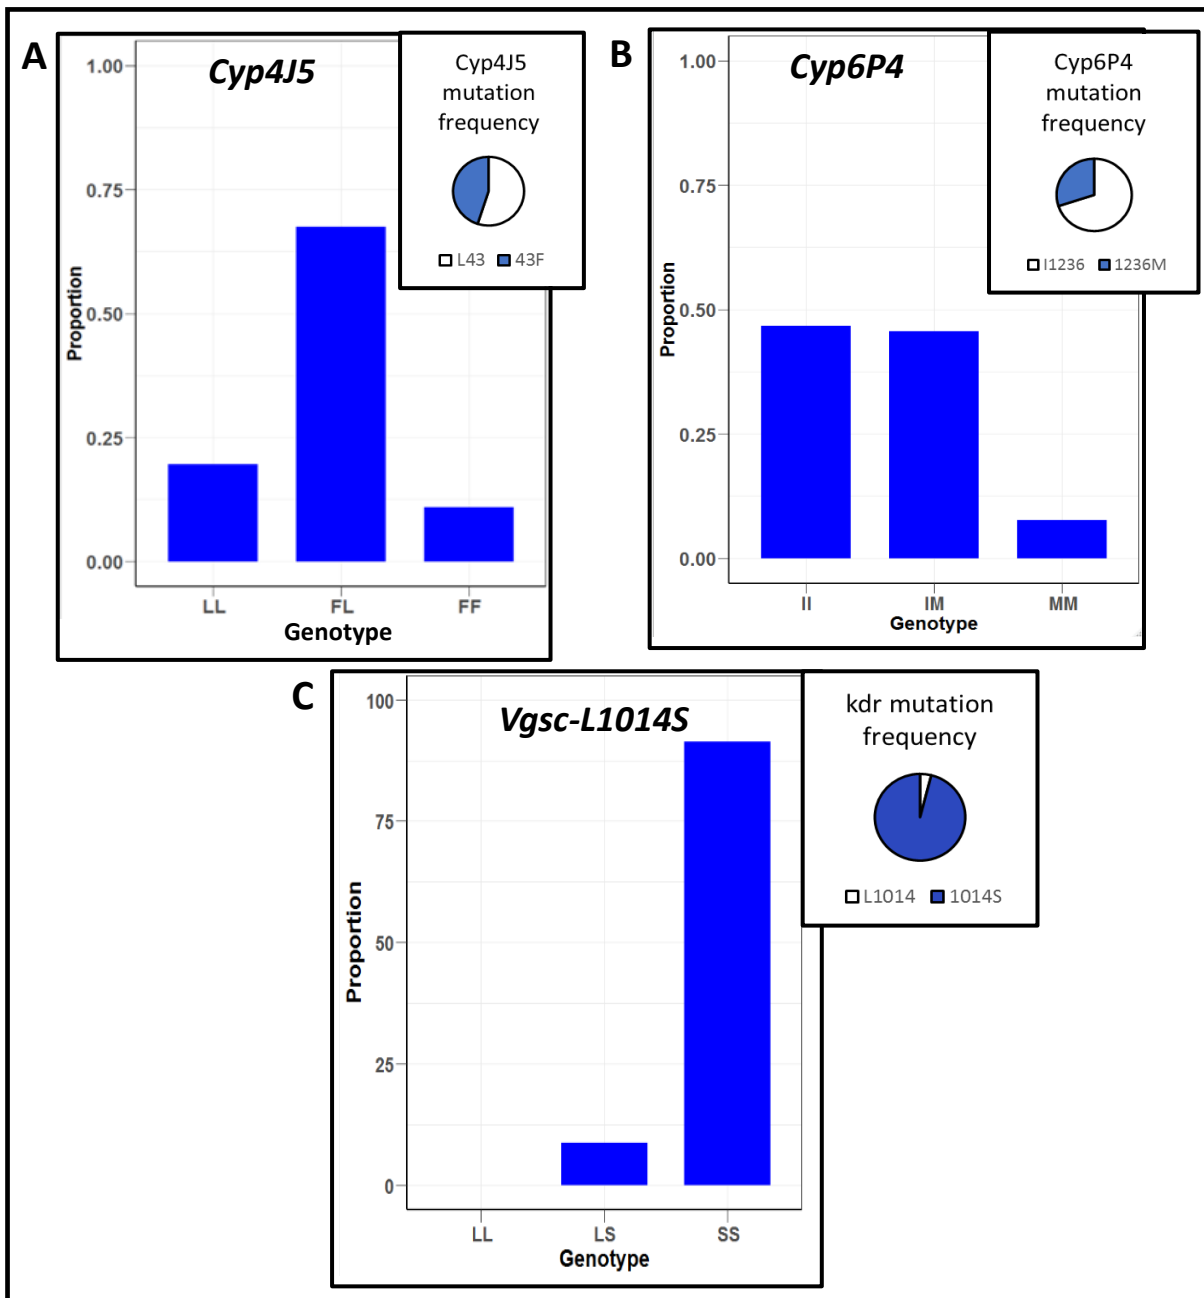 A
Cyp4J5
Cyp4J5
mutation
frequency
L43 43F
1.00
0.75
0.50
0.25
0.00
Proportion
LL FL FF
Genotype
B
Cyp6P4
Cyp6P4
mutation
frequency
I1236 1236M
1.00
0.75
0.50
0.25
0.00
Proportion
II IM MM
Genotype
C
Vgsc-L1014S
kdr mutation
frequency
L1014 1014S
100
75
50
25
0
Proportion
LL LS SS
Genotype